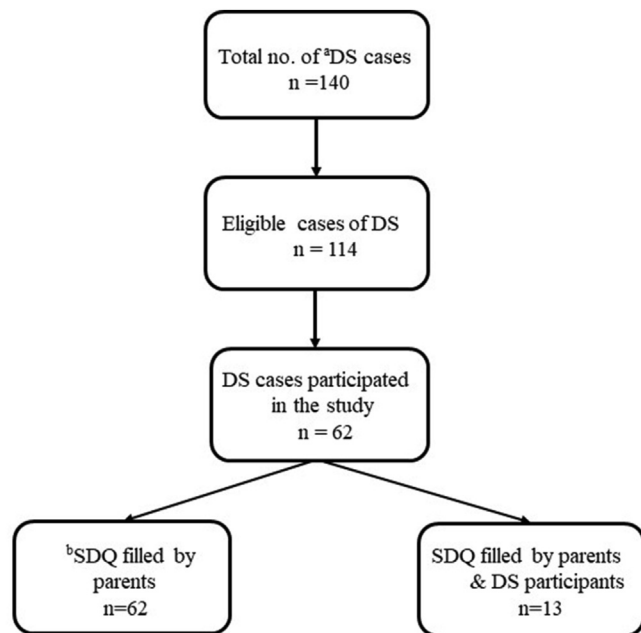 Total no. of ᵃDS cases
n =140
Eligible cases of DS
n = 114
DS cases participated
in the study
n = 62
ᵇSDQ filled by
parents
n=62
SDQ filled by parents
& DS participants
n=13